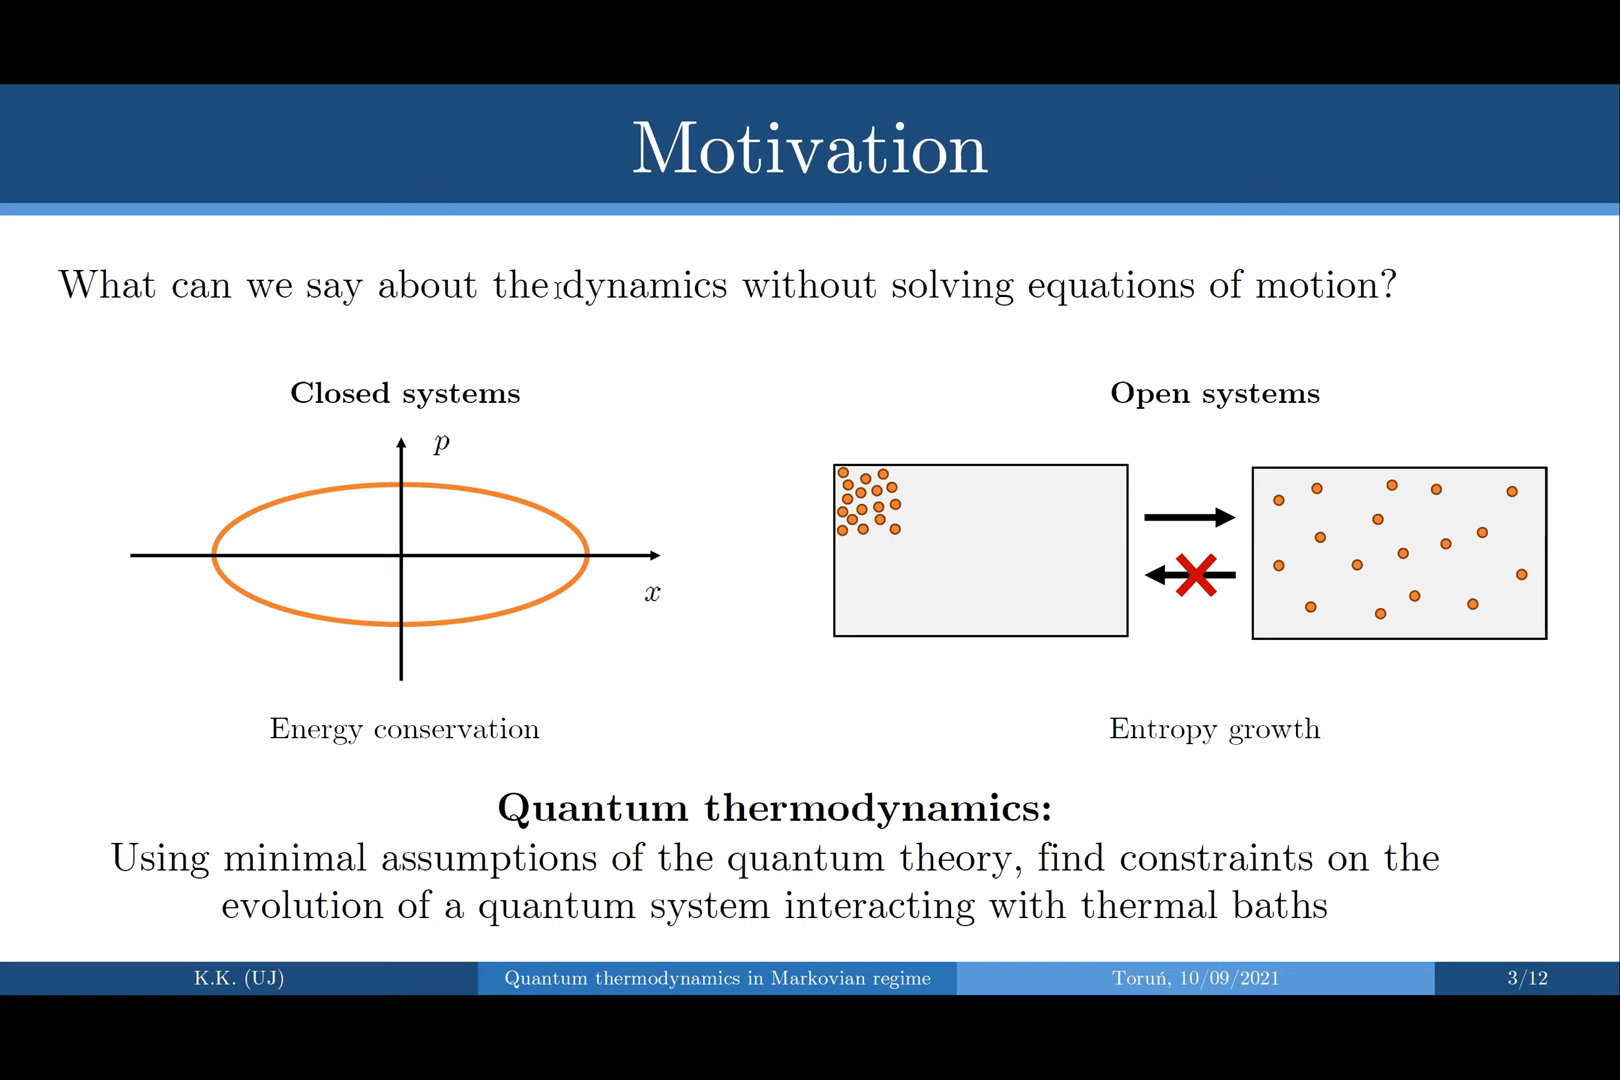 Motivation
What can we say about the dynamics without solving equations of motion?
Closed systems
Open systems
p
x
Energy conservation
Entropy growth
Quantum thermodynamics:
Using minimal assumptions of the quantum theory, find constraints on the
evolution of a quantum system interacting with thermal baths
K.K. (UJ)
Quantum thermodynamics in Markovian regime
Toruń, 10/09/2021
3/12